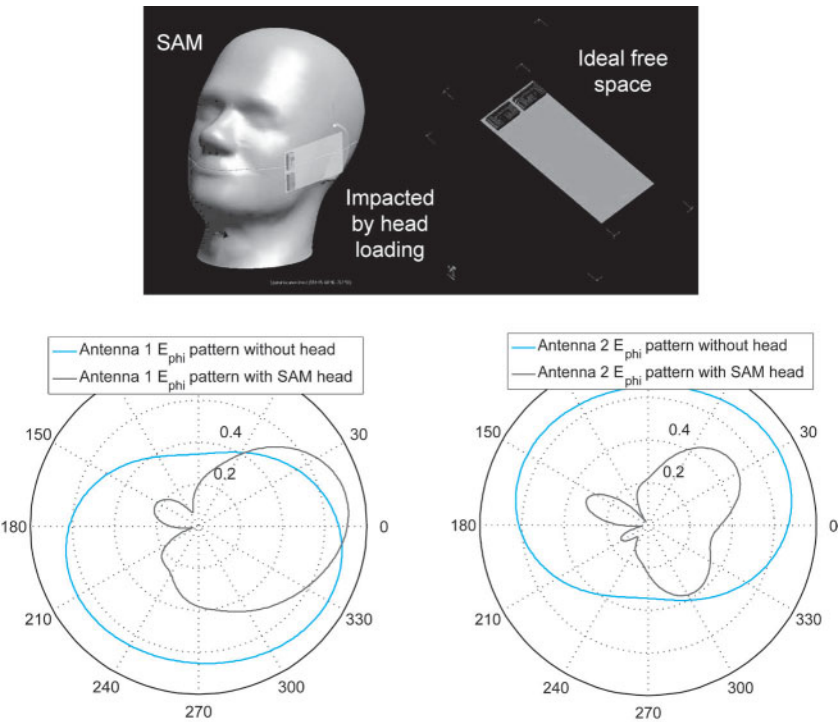 SAM
Ideal free
space
Impacted
by head
loading
Antenna 1 Ephi pattern without head
Antenna 1 Ephi pattern with SAM head
150
30
0.4
0.2
180
0
210
330
240
300
270
Antenna 2 Ephi pattern without head
Antenna 2 Ephi pattern with SAM head
150
30
0.4
0.2
180
0
210
330
240
300
270